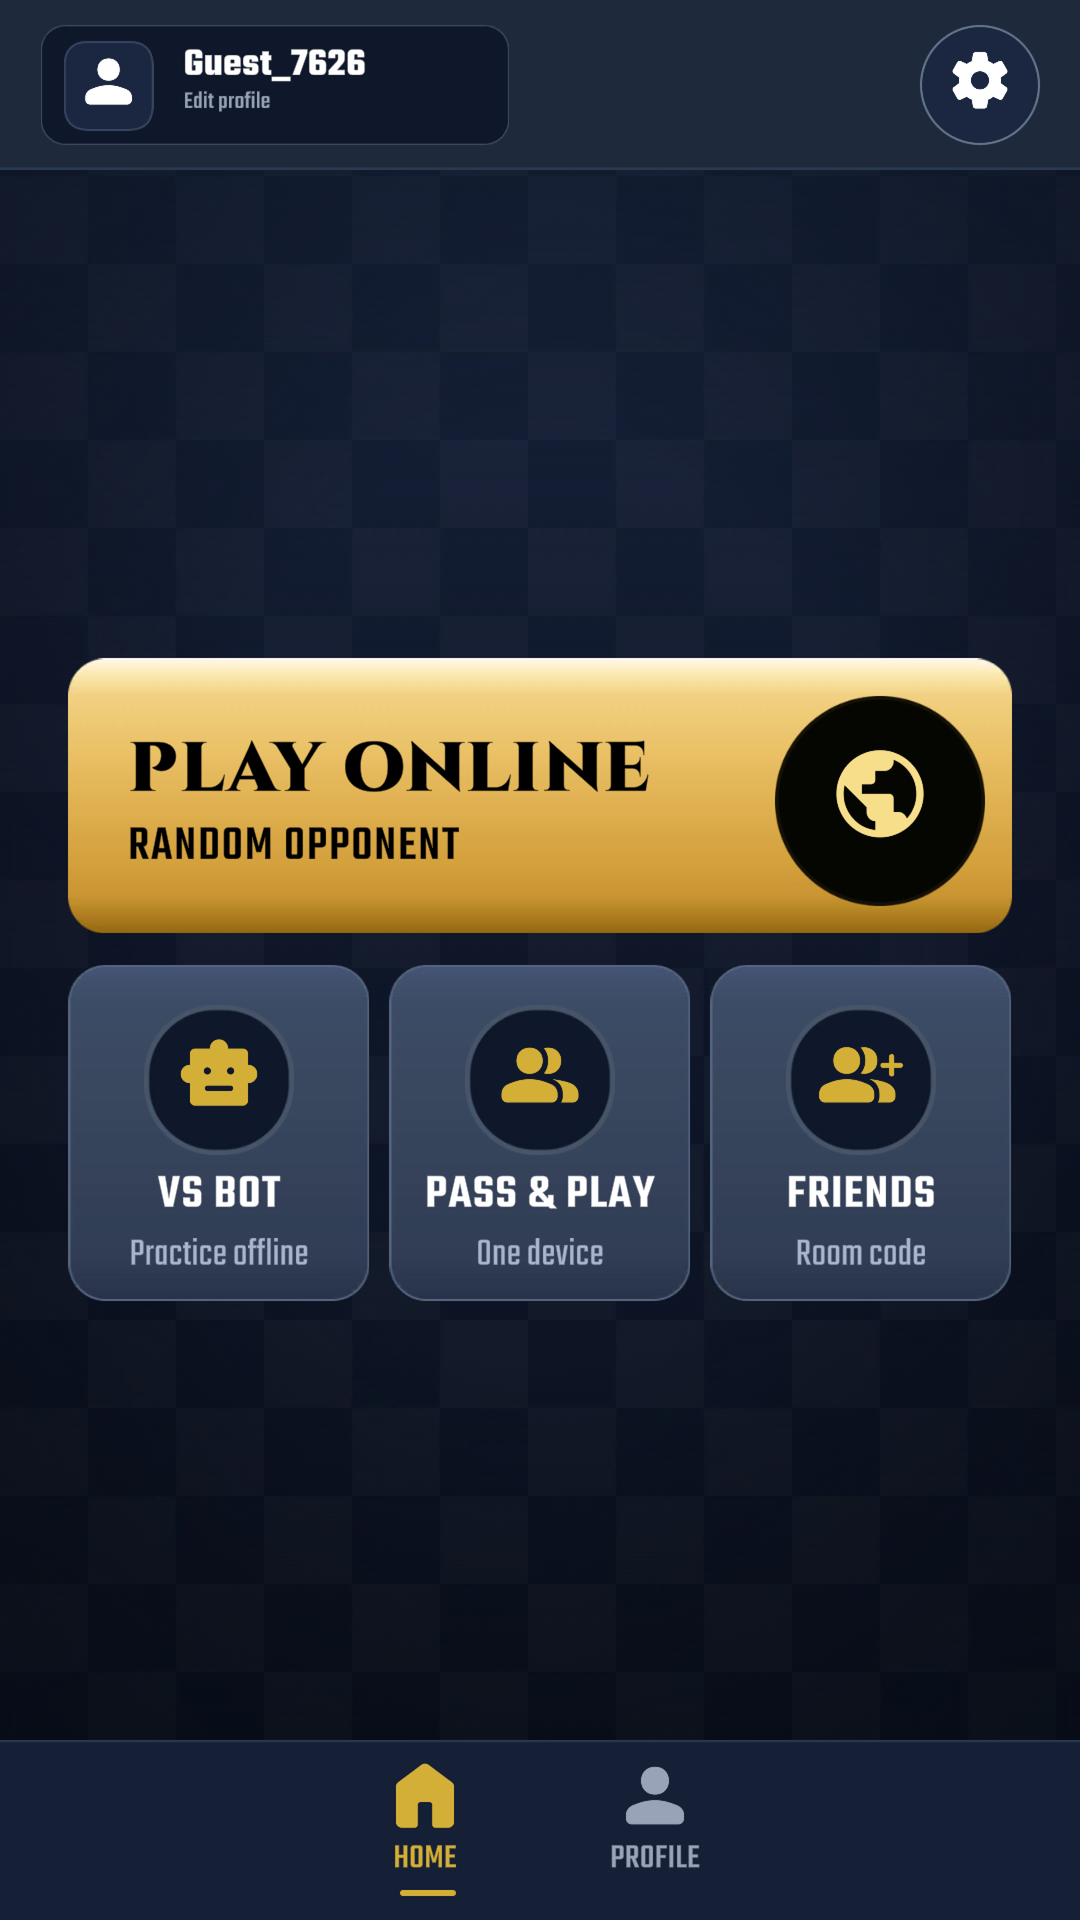 Guest_7626
Edit profile
PLAY ONLINE
RANDOM OPPONENT
VS BOT
Practice offline
PASS & PLAY
One device
FRIENDS
Room code
HOME
PROFILE